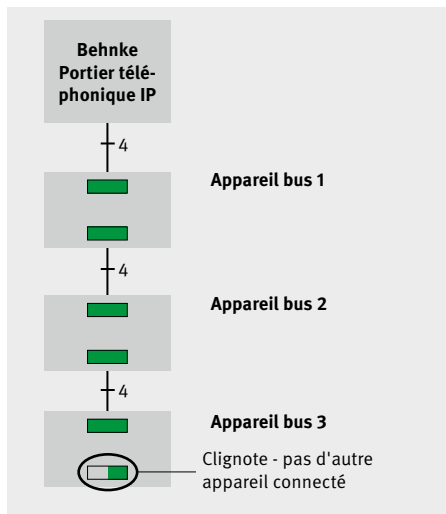 Behnke
Portier télé-
phonique IP
4
Appareil bus 1
4
Appareil bus 2
4
Appareil bus 3
Clignote - pas d'autre
appareil connecté